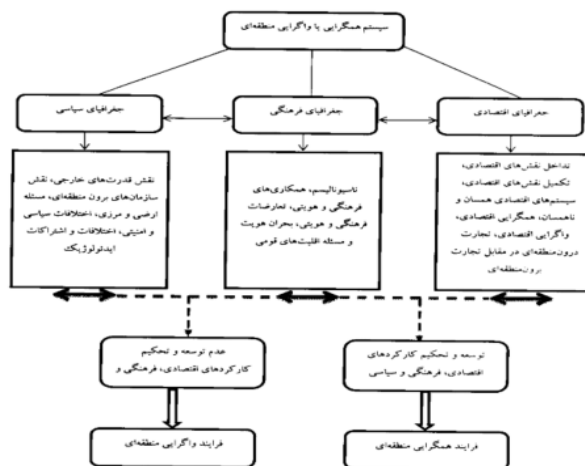 سیستم همگرایی یا واگرایی منطقه‌ای
جغرافیای سیاسی
جغرافیای فرهنگی
جغرافیای اقتصادی
نقش قدرت‌های خارجی، نقش
سازمان‌های برون منطقه‌ای، مسئله
ارضی و مرزی، اختلافات سیاسی
و امنیتی، اختلافات و اشتراکات
ایدئولوژیک
ناسیونالیسم، همکاری‌های
فرهنگی و هویتی، تعارضات
فرهنگی و هویتی، بحران هویت
و مسئله اقلیت‌های قومی
تداخل نقش‌های اقتصادی،
تکمیل نقش‌های اقتصادی،
سیستم‌های اقتصادی همسان و
ناهمسان، همگرایی اقتصادی،
واگرایی اقتصادی، تجارت
درون‌منطقه‌ای در مقابل تجارت
برون‌منطقه‌ای
عدم توسعه و تحکیم
کارکردهای اقتصادی، فرهنگی و
توسعه و تحکیم کارکردهای
اقتصادی، فرهنگی و سیاسی
فرایند واگرایی منطقه‌ای
فرایند همگرایی منطقه‌ای